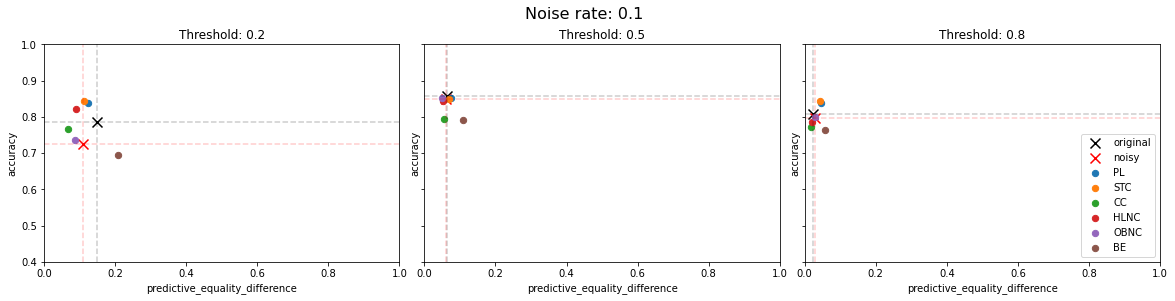 Noise rate: 0.1
Threshold: 0.2
1.0
0.9
0.8
0.7
0.6
0.5
0.4
accuracy
0.0 0.2 0.4 0.6 0.8 1.0
predictive_equality_difference
Threshold: 0.5
accuracy
0.0 0.2 0.4 0.6 0.8 1.0
predictive_equality_difference
Threshold: 0.8
accuracy
original
noisy
PL
STC
CC
HLNC
OBNC
BE
0.0 0.2 0.4 0.6 0.8 1.0
predictive_equality_difference